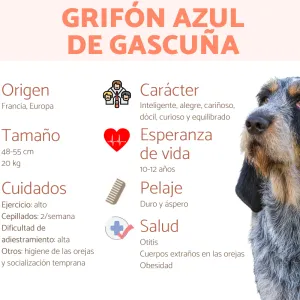 GRIFÓN AZUL
DE GASCUÑA
Origen
Francia, Europa
Tamaño
48-55 cm
20 kg
Cuidados
Ejercicio: alto
Cepillados: 2/semana
Dificultad de
adiestramiento: alta
Otros: higiene de las orejas
y socialización temprana
Carácter
Inteligente, alegre, cariñoso,
dócil, curioso y equilibrado
Esperanza
de vida
10-12 años
Pelaje
Duro y áspero
Salud
Otitis
Cuerpos extraños en las orejas
Obesidad